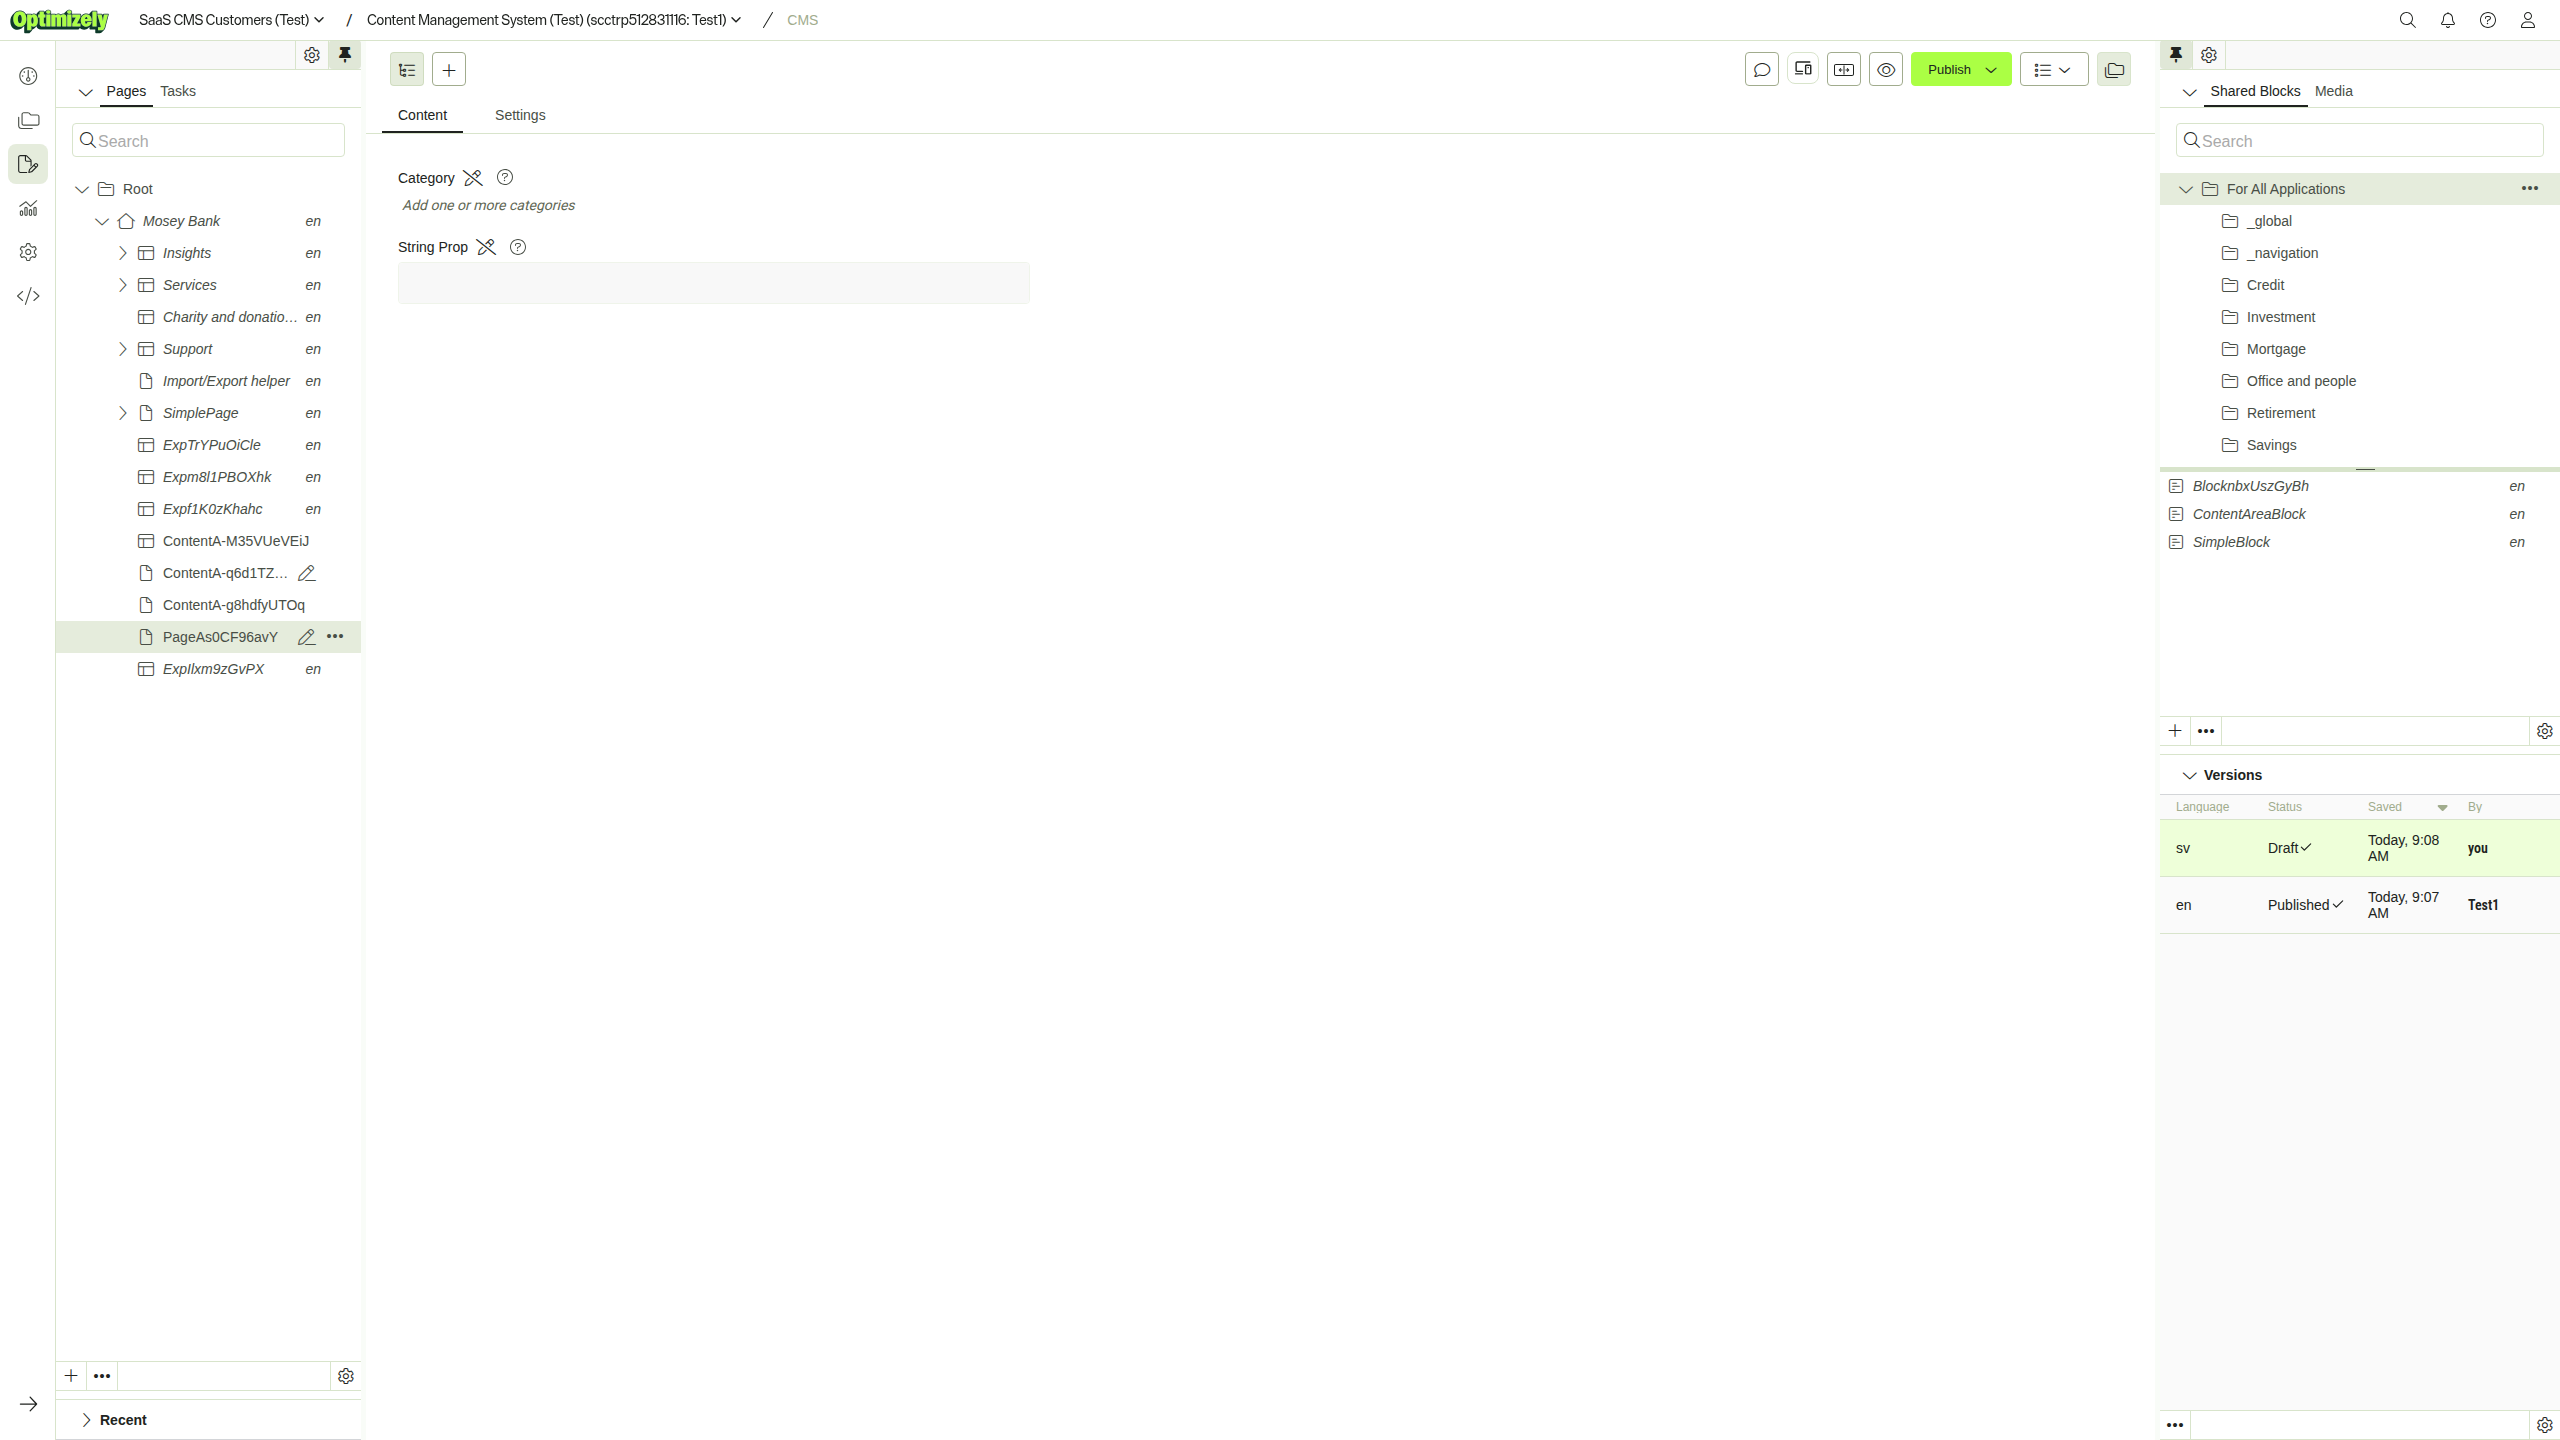 Optimizely
SaaS CMS Customers (Test) / Content Management System (Test) (scctrp512831116: Test1) / CMS
Pages Tasks
Search
Root
Mosey Bank en
Insights en
Services en
Charity and donatio... en
Support en
Import/Export helper en
SimplePage en
ExpTrYPuOiCle en
Expm8l1PBOXhk en
Expf1K0zKhahc en
ContentA-M35VUeVEiJ
ContentA-q6d1TZ...
ContentA-g8hdfyUTOq
PageAs0CF96avY
ExpIlxm9zGvPX en
Recent
Publish
Content Settings
Category
Add one or more categories
String Prop
Shared Blocks Media
Search
For All Applications
_global
_navigation
Credit
Investment
Mortgage
Office and people
Retirement
Savings
BlocknbxUszGyBh en
ContentAreaBlock en
SimpleBlock en
Versions
Language Status Saved By
sv Draft Today, 9:08 AM you
en Published Today, 9:07 AM Test1